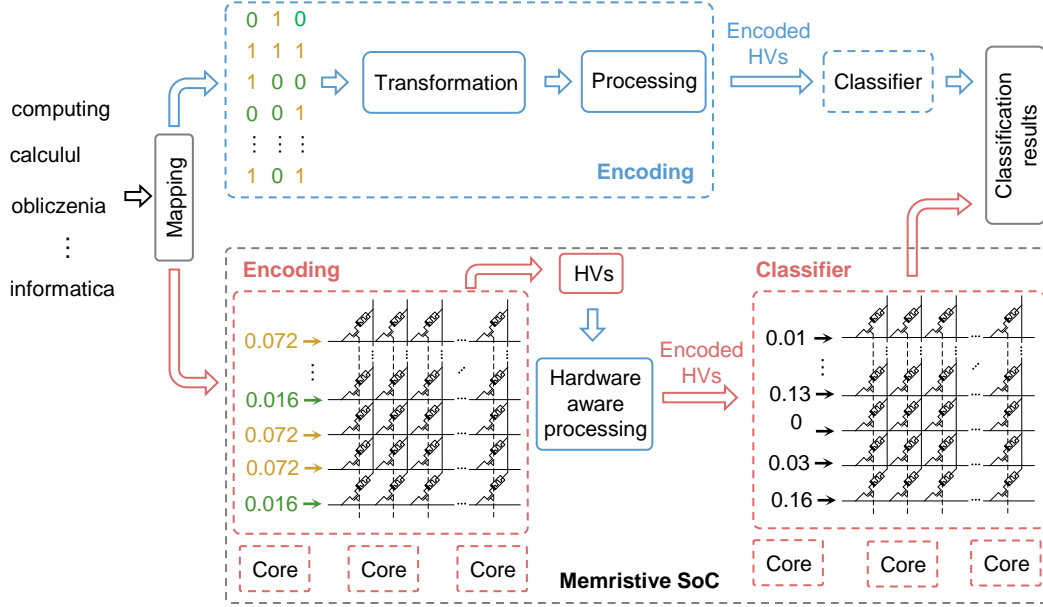 computing
calculul
obliczenia
⋮
informatica
Mapping
0 1 0
1 1 1
1 0 0
0 0 1
⋮ ⋮ ⋮
1 0 1
Transformation
Processing
Encoding
Encoded
HVs
Classifier
Classification
results
Encoding
0.072
⋮
0.016
0.072
0.072
0.016
HVs
Hardware
aware
processing
Encoded
HVs
Classifier
0.01
⋮
0.13
0
0.03
0.16
Core
Core
Core
Memristive SoC
Core
Core
Core